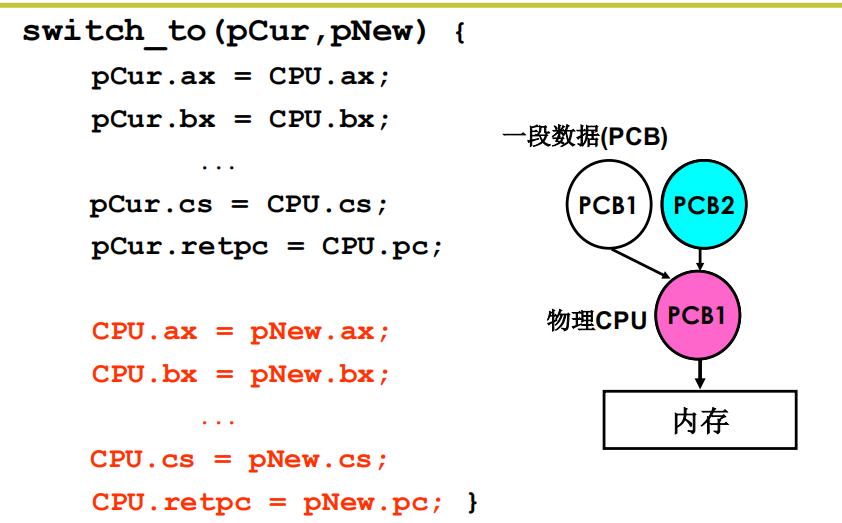 switch_to(pCur,pNew) {
pCur.ax = CPU.ax;
pCur.bx = CPU.bx;
...
pCur.cs = CPU.cs;
pCur.retpc = CPU.pc;
CPU.ax = pNew.ax;
CPU.bx = pNew.bx;
...
CPU.cs = pNew.cs;
CPU.retpc = pNew.pc; }
一段数据(PCB)
PCB1
PCB2
物理CPU
PCB1
内存